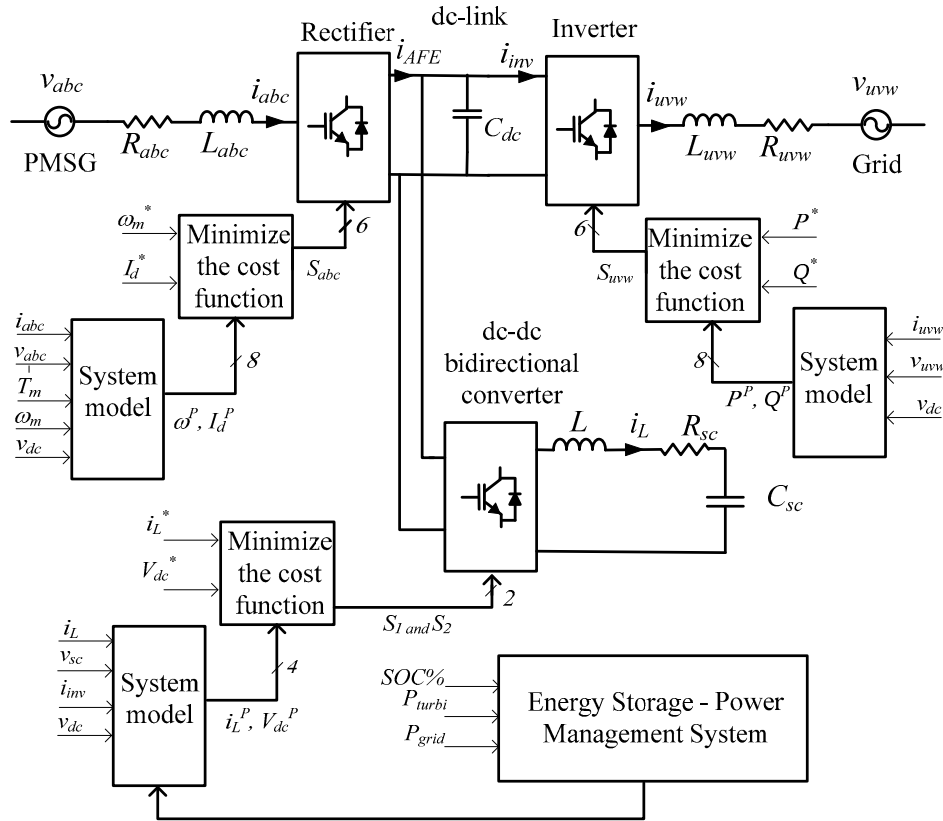 dc-link
Rectifier
Inverter
i_AFE
i_inv
v_abc
i_abc
i_uvw
v_uvw
C_dc
R_abc
L_abc
L_uvw
R_uvw
PMSG
Grid
ω_m*
I_d*
Minimize
the cost
function
6
S_abc
6
S_uvw
Minimize
the cost
function
P*
Q*
i_abc
v_abc
T_m
ω_m
v_dc
System
model
8
ω^P, I_d^P
dc-dc
bidirectional
converter
8
P^P, Q^P
System
model
i_uvw
v_uvw
v_dc
L
i_L
R_sc
C_sc
i_L*
V_dc*
Minimize
the cost
function
2
S_1 and S_2
i_L
v_sc
i_inv
v_dc
System
model
4
i_L^P, V_dc^P
SOC%
P_turbi
P_grid
Energy Storage - Power
Management System